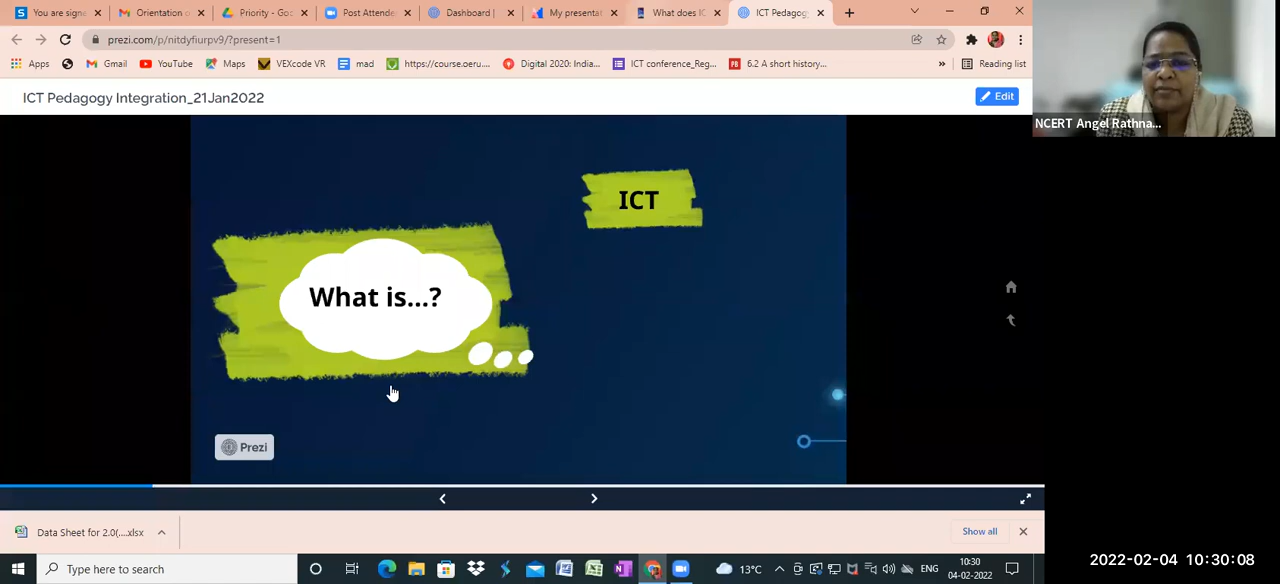 You are signe
Orientation o
Priority - Goo
Post Attende
Dashboard |
My presentat
What does IC
ICT Pedagogy
prezi.com/p/nitdyfiurpv9/?present=1
Apps
Gmail
YouTube
Maps
VEXcode VR
mad
https://course.oeru....
Digital 2020: India...
ICT conference_Reg...
6.2 A short history...
»
Reading list
ICT Pedagogy Integration_21Jan2022
Edit
NCERT Angel Rathna...
ICT
What is...?
Prezi
Data Sheet for 2.0(....xlsx
Show all
Type here to search
13°C
ENG
10:30
04-02-2022
2022-02-04 10:30:08